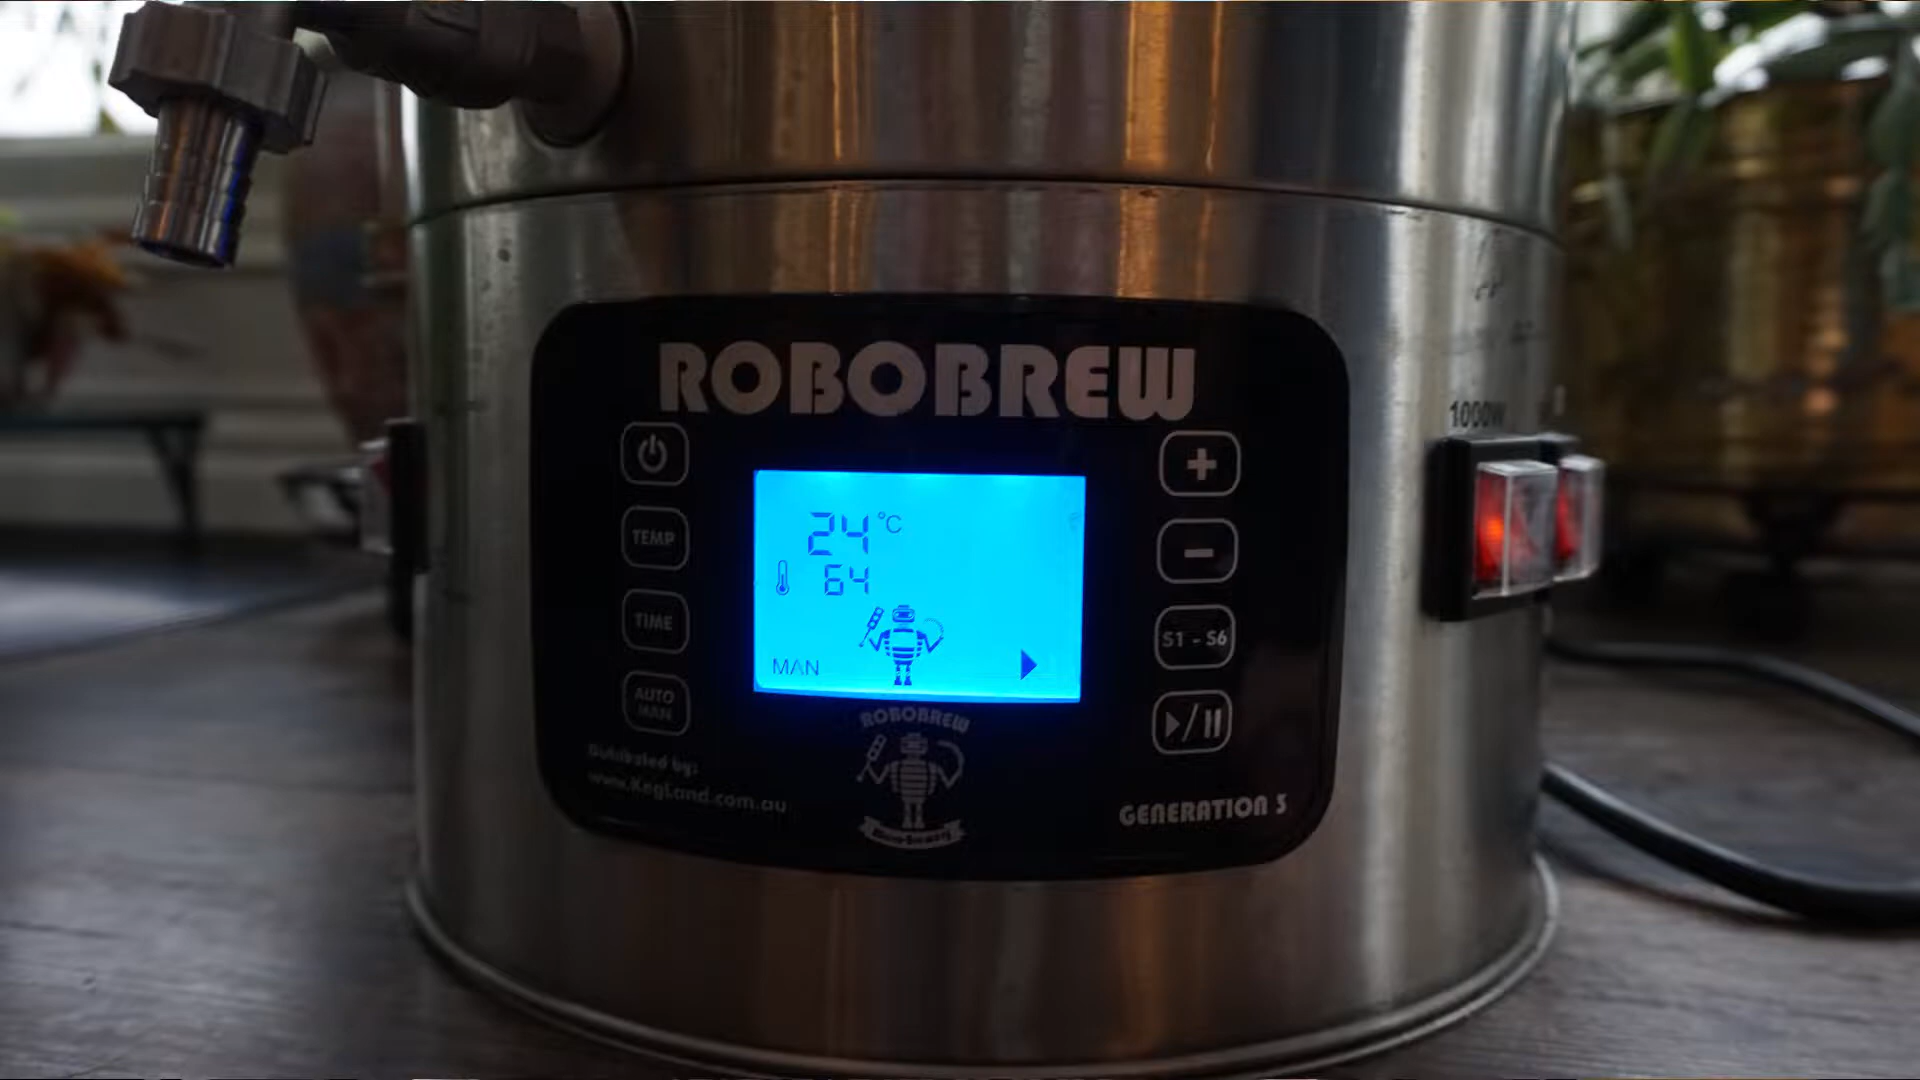 ROBOBREW
1000W
TEMP
TIME
AUTO
MAN
24°C
64
MAN
+
-
S1 - S6
ROBOBREW
Distributed by:
www.KegLand.com.au
GENERATION 3